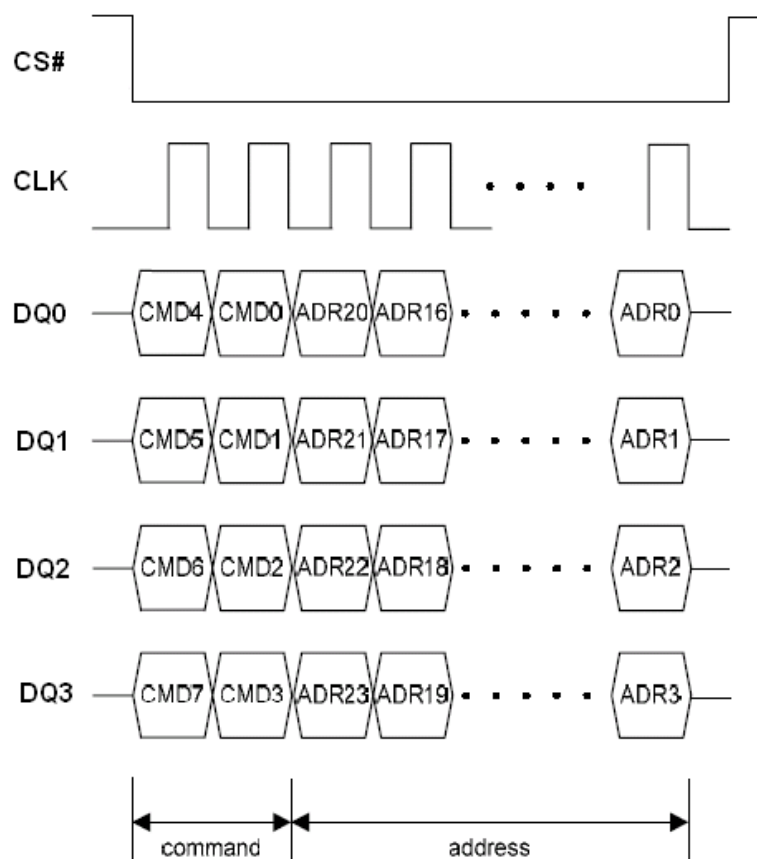 CS#
CLK
DQ0 CMD4 CMD0 ADR20 ADR16 ADR0
DQ1 CMD5 CMD1 ADR21 ADR17 ADR1
DQ2 CMD6 CMD2 ADR22 ADR18 ADR2
DQ3 CMD7 CMD3 ADR23 ADR19 ADR3
command address